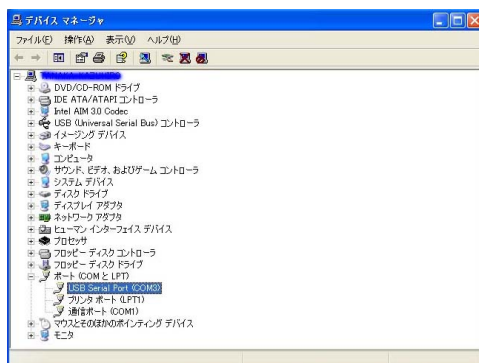 デバイス マネージャ
ファイル(F) 操作(A) 表示(V) ヘルプ(H)
DVD/CD-ROM ドライブ
IDE ATA/ATAPI コントローラ
Intel AIM 3.0 Codec
USB (Universal Serial Bus) コントローラ
イメージング デバイス
キーボード
コンピュータ
サウンド、ビデオ、およびゲーム コントローラ
システム デバイス
ディスク ドライブ
ディスプレイ アダプタ
ネットワーク アダプタ
ヒューマン インターフェイス デバイス
プロセッサ
フロッピー ディスク コントローラ
フロッピー ディスク ドライブ
ポート (COM と LPT)
USB Serial Port (COM3)
プリンタ ポート (LPT1)
通信ポート (COM1)
マウスとそのほかのポインティング デバイス
モニタ